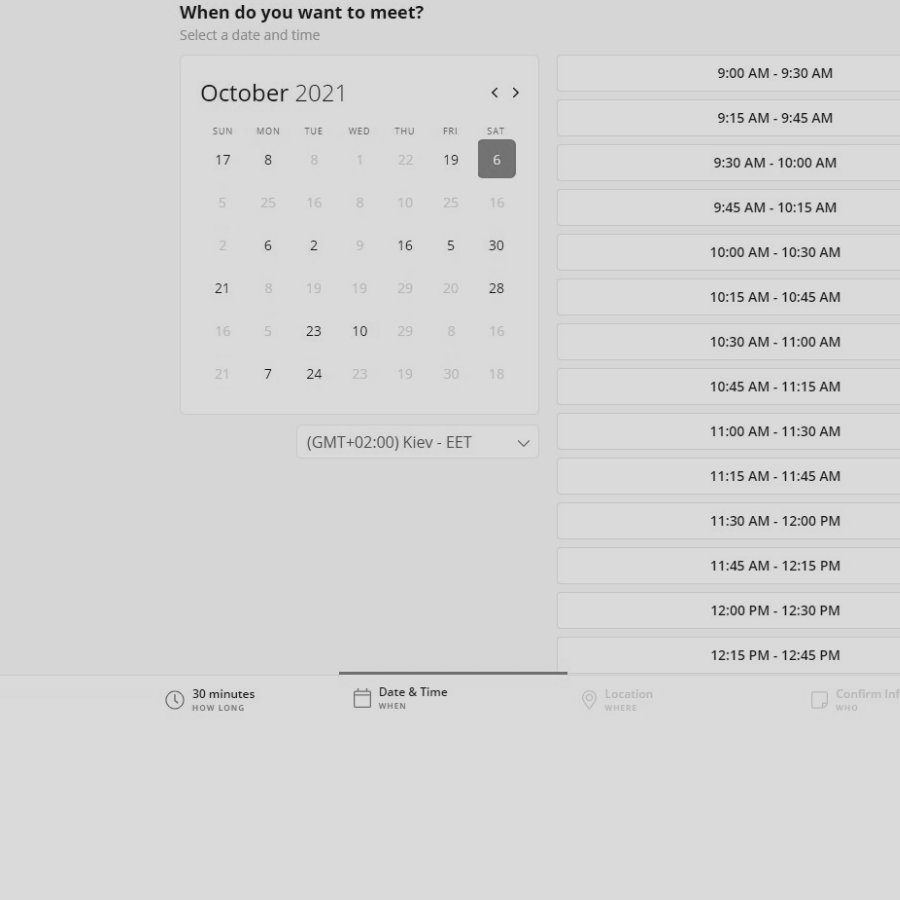 When do you want to meet?
Select a date and time
October 2021
SUN MON TUE WED THU FRI SAT
17 8 8 1 22 19 6
5 25 16 8 10 25 16
2 6 2 9 16 5 30
21 8 19 19 29 20 28
16 5 23 10 29 8 16
21 7 24 23 19 30 18
(GMT+02:00) Kiev - EET
9:00 AM - 9:30 AM
9:15 AM - 9:45 AM
9:30 AM - 10:00 AM
9:45 AM - 10:15 AM
10:00 AM - 10:30 AM
10:15 AM - 10:45 AM
10:30 AM - 11:00 AM
10:45 AM - 11:15 AM
11:00 AM - 11:30 AM
11:15 AM - 11:45 AM
11:30 AM - 12:00 PM
11:45 AM - 12:15 PM
12:00 PM - 12:30 PM
12:15 PM - 12:45 PM
30 minutes
HOW LONG
Date & Time
WHEN
Location
WHERE
Confirm Inf
WHO